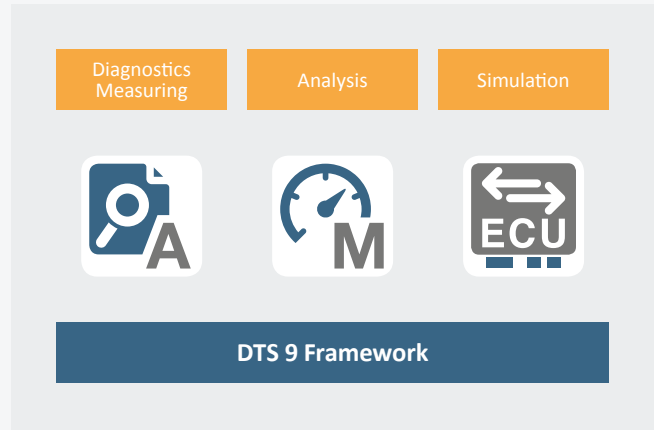 Diagnostics
Measuring
Analysis
Simulation
A
M
ECU
DTS 9 Framework